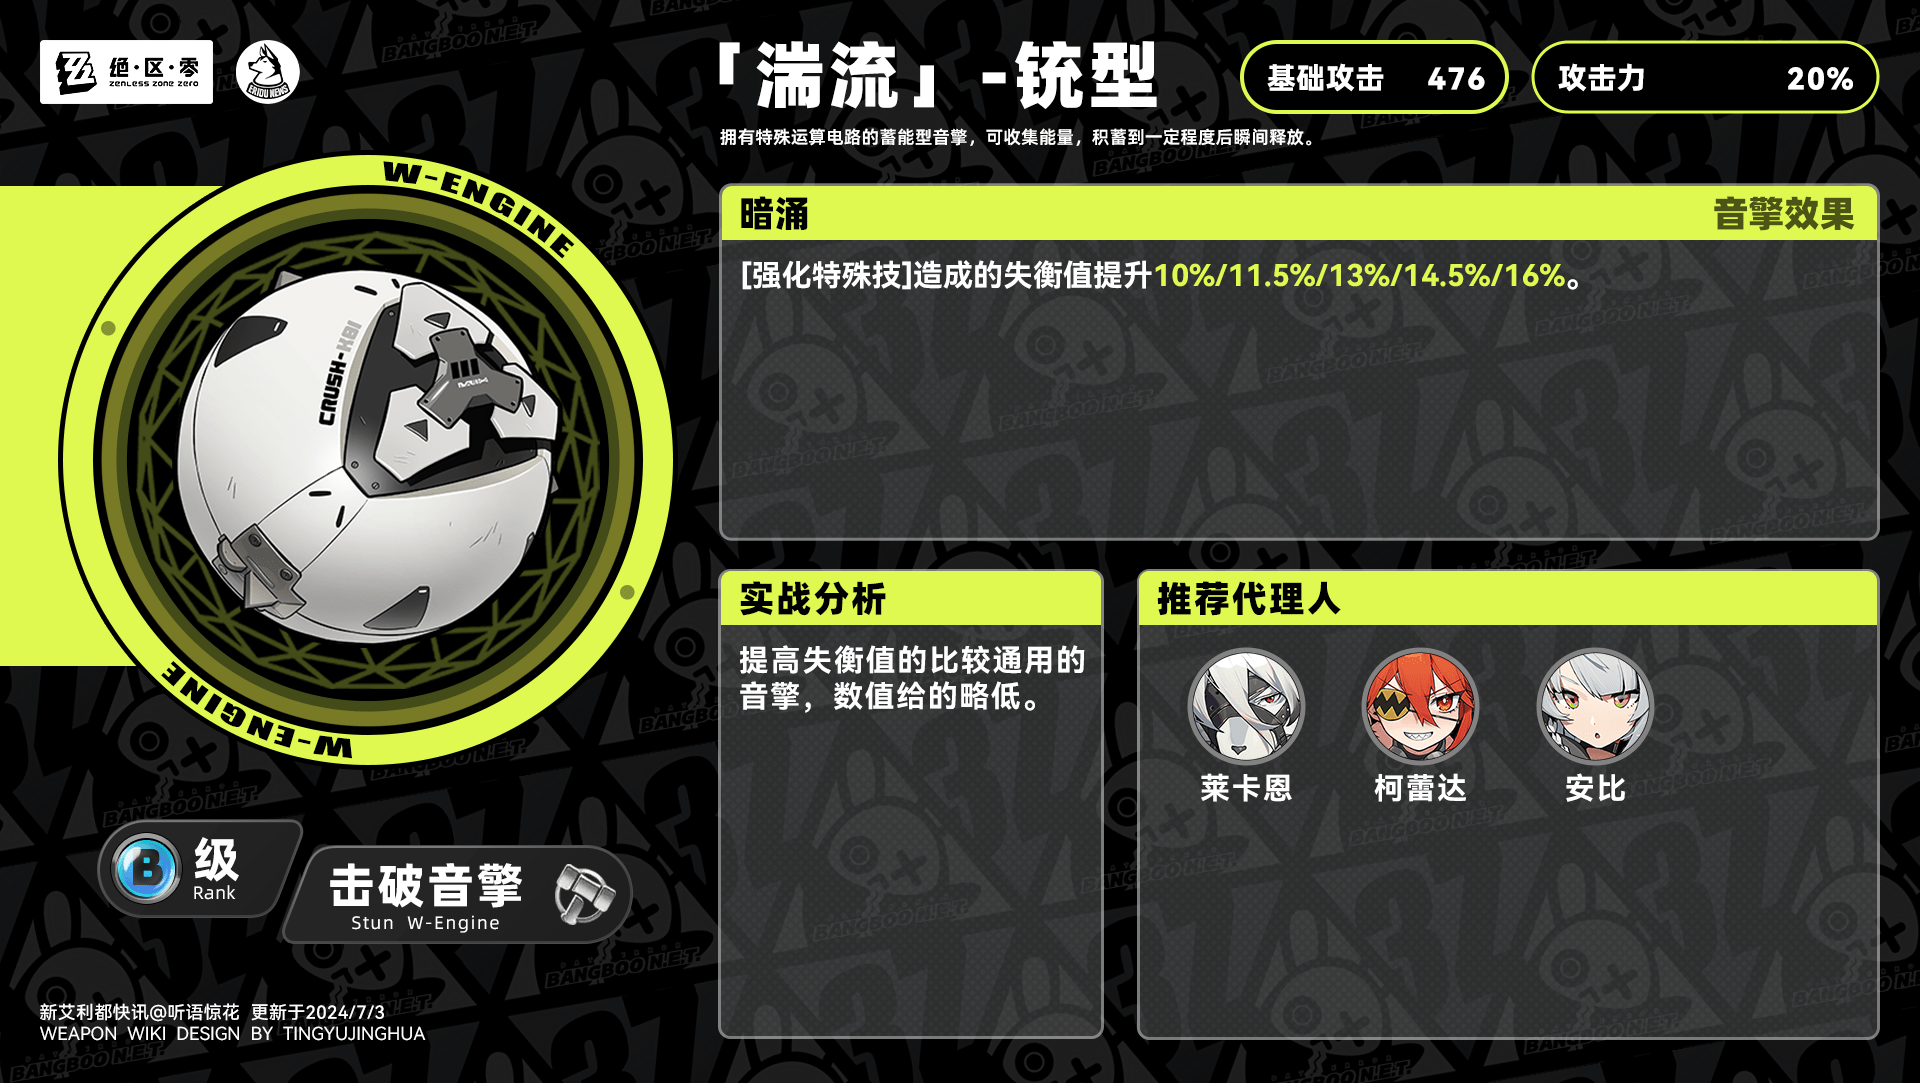 绝·区·零
ZENLESS ZONE ZERO
ERIDU NEWS
「湍流」-铳型
基础攻击 476
攻击力 20%
拥有特殊运算电路的蓄能型音擎，可收集能量，积蓄到一定程度后瞬间释放。
W-ENGINE
CRUSH-X81
W-ENGINE
暗涌
音擎效果
[强化特殊技]造成的失衡值提升10%/11.5%/13%/14.5%/16%。
实战分析
提高失衡值的比较通用的
音擎，数值给的略低。
推荐代理人
莱卡恩
柯蕾达
安比
B
级
Rank
击破音擎
Stun W-Engine
新艾利都快讯@听语惊花 更新于2024/7/3
WEAPON WIKI DESIGN BY TINGYUJINGHUA
BANGBOO N.E.T.